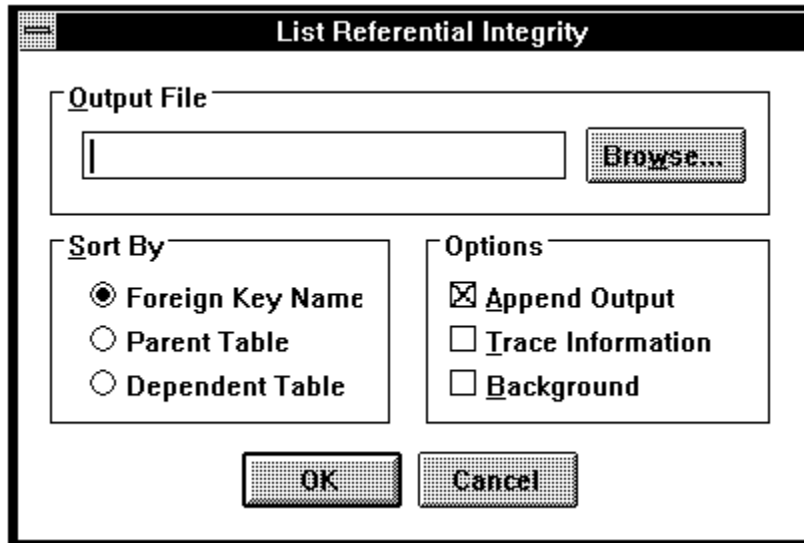 List Referential Integrity
Output File
Browse...
Sort By
Foreign Key Name
Parent Table
Dependent Table
Options
Append Output
Trace Information
Background
OK
Cancel